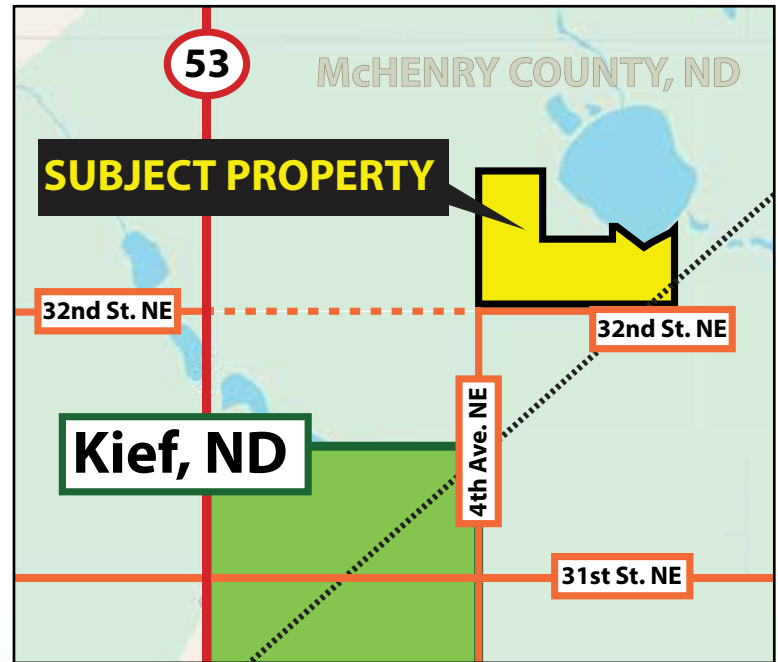 53
McHENRY COUNTY, ND
SUBJECT PROPERTY
32nd St. NE
32nd St. NE
Kief, ND
4th Ave. NE
31st St. NE